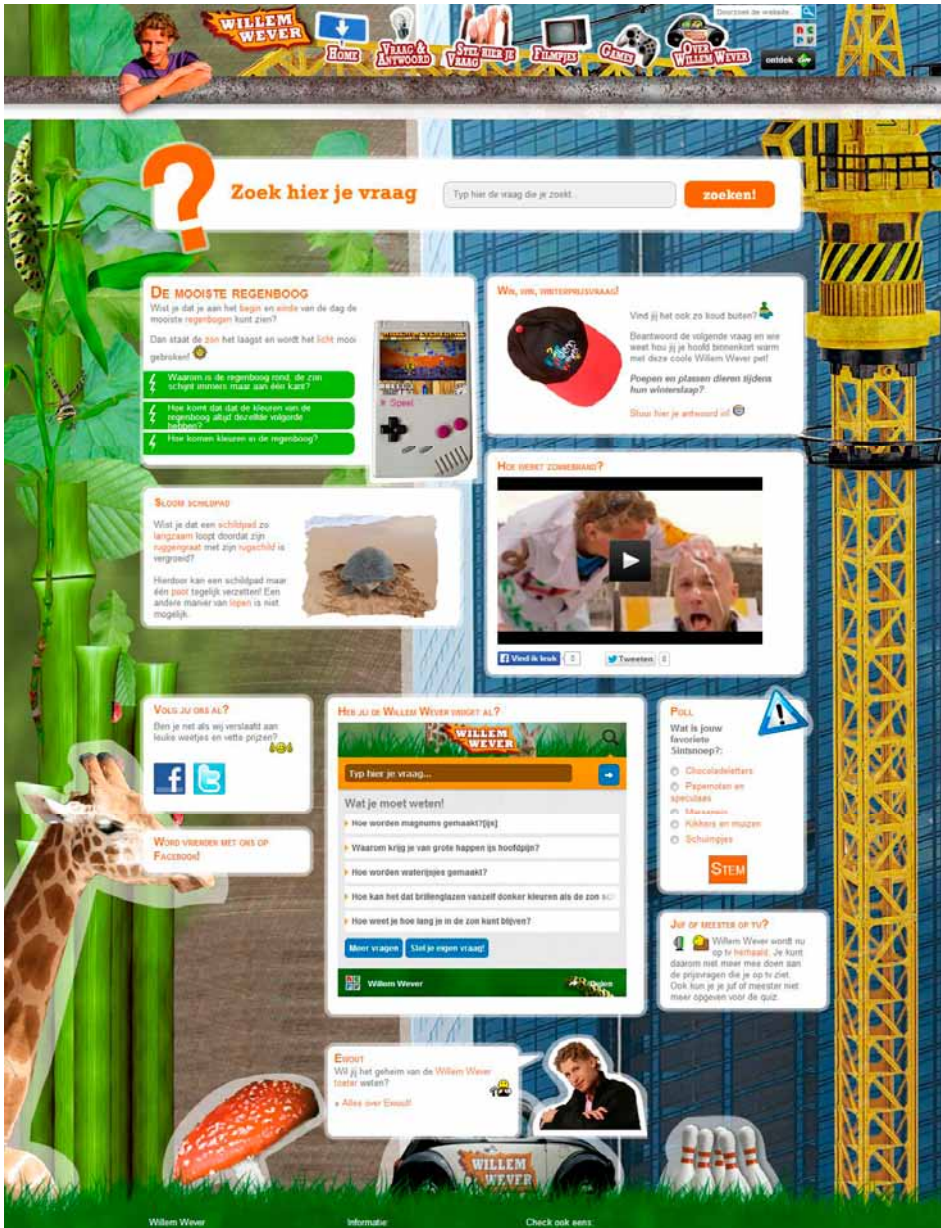 WILLEM
WEVER
HOME
VRAAG &
ANTWOORD
STEL HIER JE
VRAAG
FILMPJES
GAMES
OVER
WILLEM WEVER
Doorzoek de website...
ncrv
ontdek
Zoek hier je vraag
Typ hier de vraag die je zoekt...
zoeken!
DE MOOISTE REGENBOOG
Wist je dat je aan het begin en einde van de dag de
mooiste regenbogen kunt zien?
Dan staat de zon het laagst en wordt het licht mooi
gebroken!
Waarom is de regenboog rond, de zon
schijnt immers maar aan één kant?
Hoe komt dat dat de kleuren van de
regenboog altijd dezelfde volgorde
hebben?
Hoe komen kleuren in de regenboog?
Speel
WIN, WIN, WINTERPRIJSVRAAG!
Vind jij het ook zo koud buiten?
Beantwoord de volgende vraag en wie
weet hou jij je hoofd binnenkort warm
met deze coole Willem Wever pet!
Poepen en plassen dieren tijdens
hun winterslaap?
Stuur hier je antwoord in!
SLOOM SCHILDPAD
Wist je dat een schildpad zo
langzaam loopt doordat zijn
ruggengraat met zijn rugschild is
vergroeid?
Hierdoor kan een schildpad maar
één poot tegelijk verzetten! Een
andere manier van lopen is niet
mogelijk.
HOE WERKT ZONNEBRAND?
Vind ik leuk 0
Tweeten 0
VOLG JIJ ONS AL?
Ben je net als wij verslaafd aan
leuke weetjes en vette prijzen?
WORD VRIENDEN MET ONS OP
FACEBOOK!
HEB JIJ DE WILLEM WEVER WIDGET AL?
WILLEM
WEVER
Typ hier je vraag...
Wat je moet weten!
Hoe worden magnums gemaakt?[ijs]
Waarom krijg je van grote happen ijs hoofdpijn?
Hoe worden waterijsjes gemaakt?
Hoe kan het dat brillenglazen vanzelf donker kleuren als de zon sch
Hoe weet je hoe lang je in de zon kunt blijven?
Meer vragen
Stel je eigen vraag!
Willem Wever
Delen
POLL
Wat is jouw
favoriete
Sintsnoep?:
Chocoladeletters
Pepernoten en
speculaas
Marsepein
Kikkers en muizen
Schuimpjes
STEM
JUF OF MEESTER OP TV?
Willem Wever wordt nu
op tv herhaald. Je kunt
daarom niet meer mee doen aan
de prijsvragen die je op tv ziet.
Ook kun je je juf of meester niet
meer opgeven voor de quiz.
EWOUT
Wil jij het geheim van de Willem Wever
toeter weten?
» Alles over Ewout!
WILLEM
WEVER
Willem Wever
Informatie:
Check ook eens: